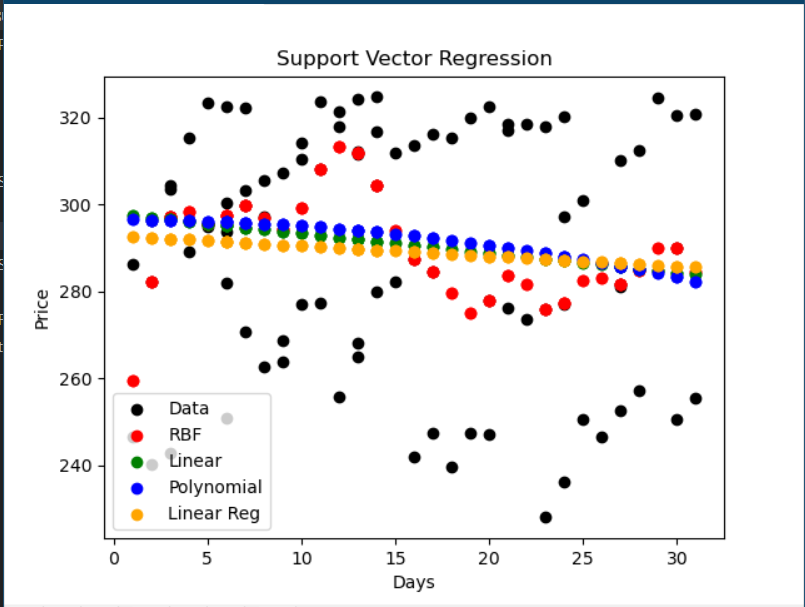 Support Vector Regression
320
300
280
260
240
Price
Data
RBF
Linear
Polynomial
Linear Reg
0 5 10 15 20 25 30
Days